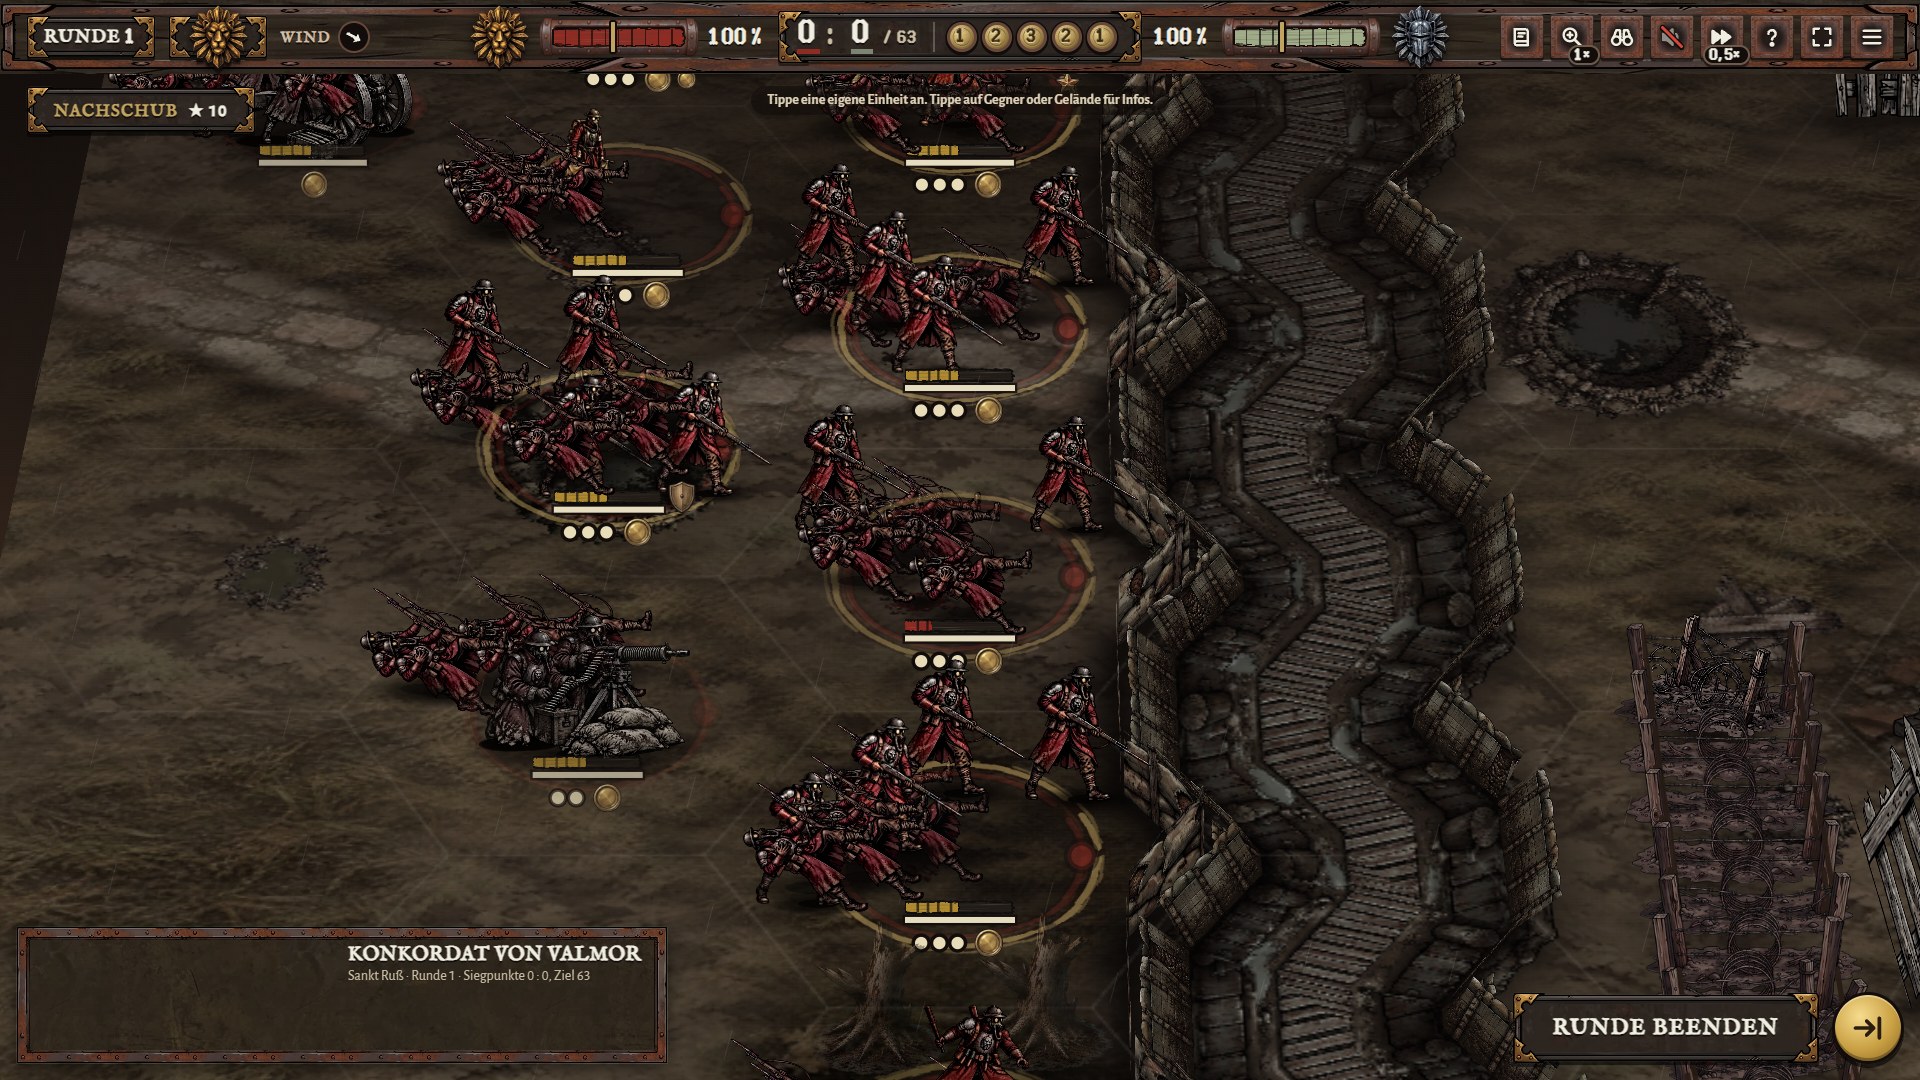 RUNDE 1
WIND
100 %
0 : 0 / 63
1 2 3 2 1
100 %
1×
0,5×
?
NACHSCHUB ★ 10
Tippe eine eigene Einheit an. Tippe auf Gegner oder Gelände für Infos.
KONKORDAT VON VALMOR
Sankt Ruß · Runde 1 · Siegpunkte 0 : 0, Ziel 63
RUNDE BEENDEN